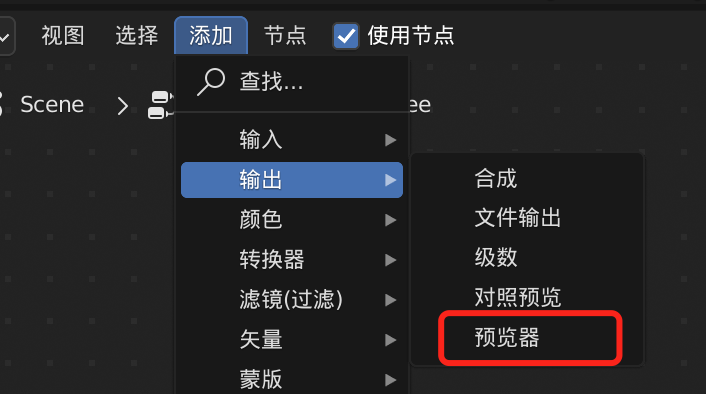 视图 选择 添加 节点 使用节点
查找...
Scene ee
输入
输出
颜色
转换器
滤镜(过滤)
矢量
蒙版
合成
文件输出
级数
对照预览
预览器